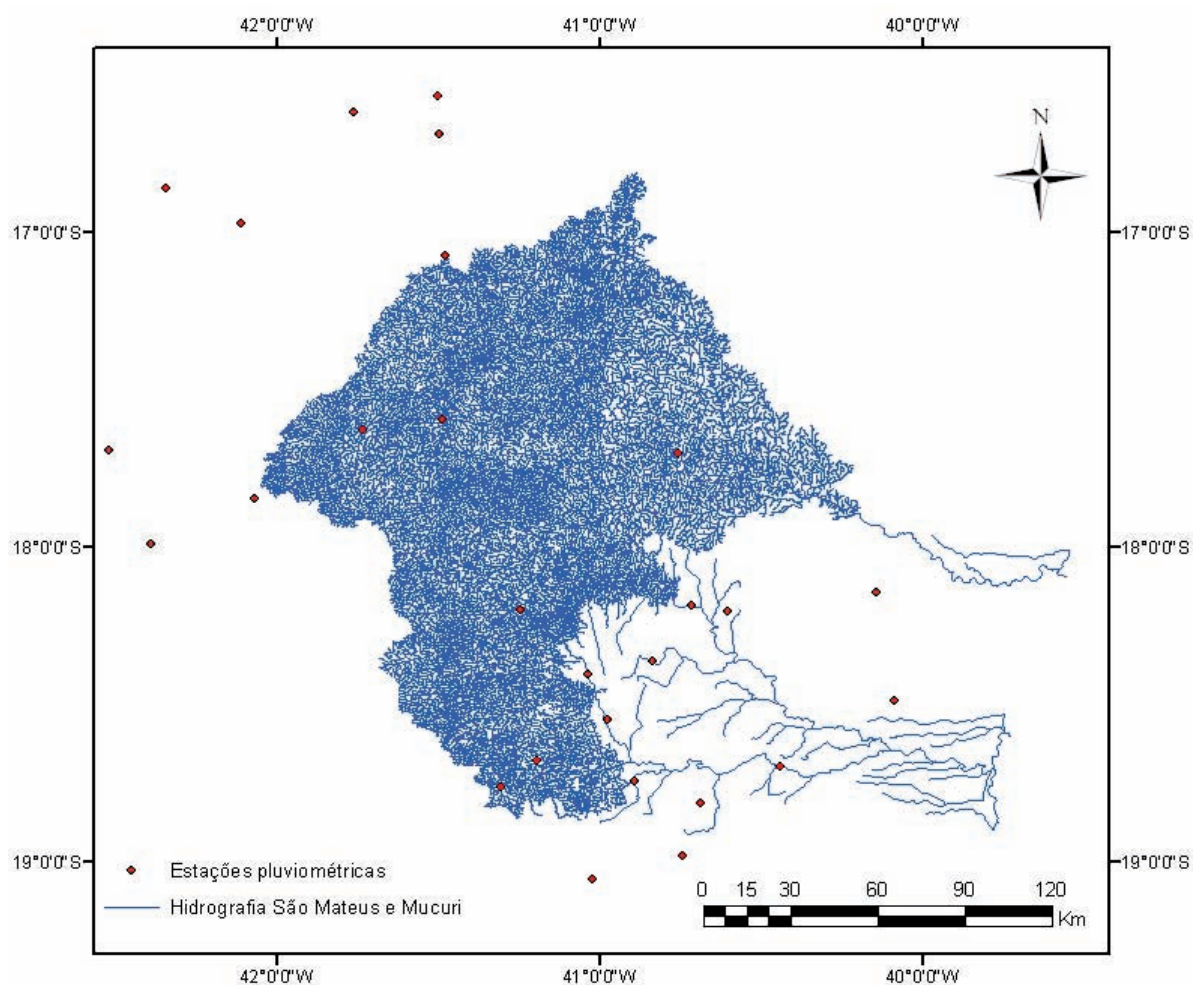 42°0'0"W 41°0'0"W 40°0'0"W
N
17°0'0"S 17°0'0"S
18°0'0"S 18°0'0"S
19°0'0"S 19°0'0"S
Estações pluviométricas
Hidrografia São Mateus e Mucuri
0 15 30 60 90 120
Km
42°0'0"W 41°0'0"W 40°0'0"W